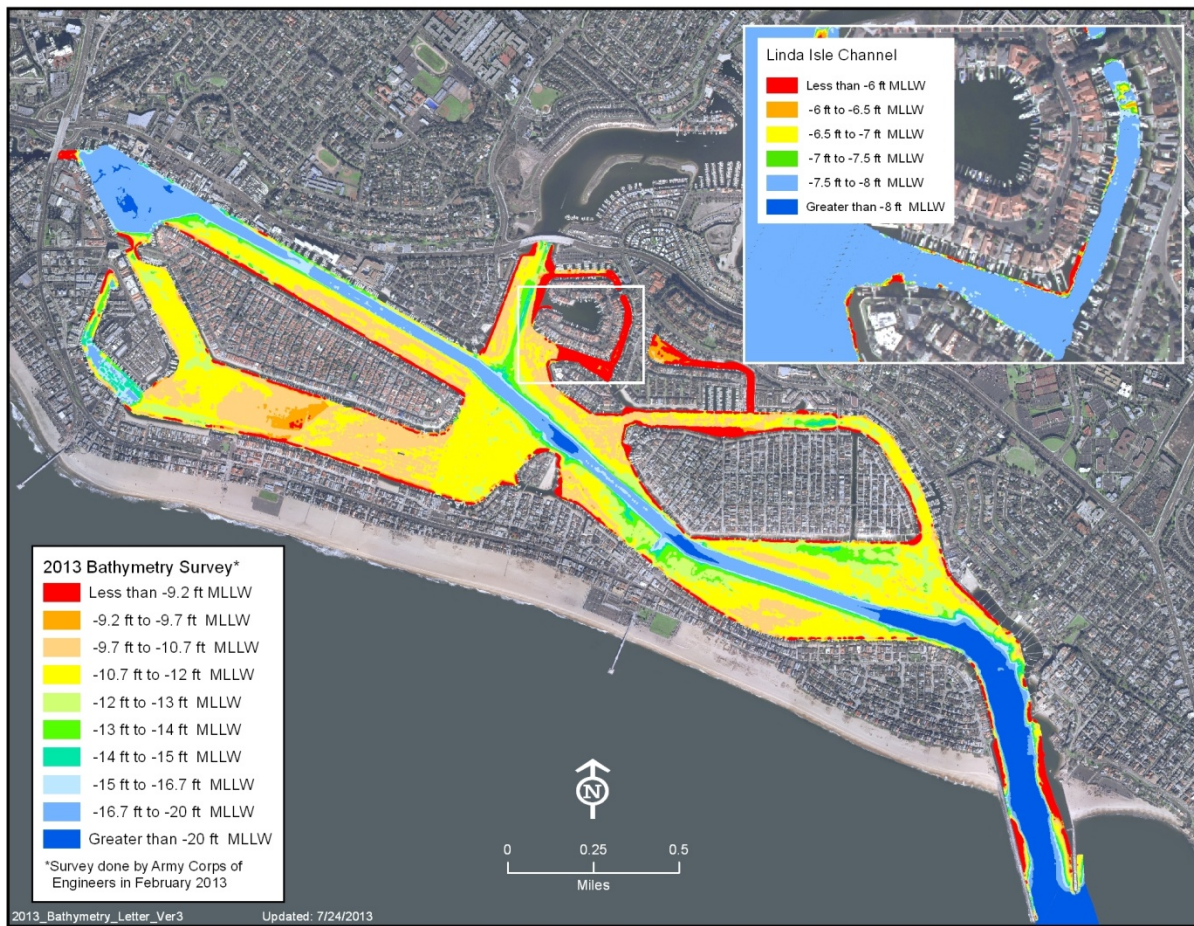 Linda Isle Channel
Less than -6 ft MLLW
-6 ft to -6.5 ft MLLW
-6.5 ft to -7 ft MLLW
-7 ft to -7.5 ft MLLW
-7.5 ft to -8 ft MLLW
Greater than -8 ft MLLW
2013 Bathymetry Survey*
Less than -9.2 ft MLLW
-9.2 ft to -9.7 ft MLLW
-9.7 ft to -10.7 ft MLLW
-10.7 ft to -12 ft MLLW
-12 ft to -13 ft MLLW
-13 ft to -14 ft MLLW
-14 ft to -15 ft MLLW
-15 ft to -16.7 ft MLLW
-16.7 ft to -20 ft MLLW
Greater than -20 ft MLLW
*Survey done by Army Corps of
Engineers in February 2013
N
0 0.25 0.5
Miles
2013_Bathymetry_Letter_Ver3 Updated: 7/24/2013